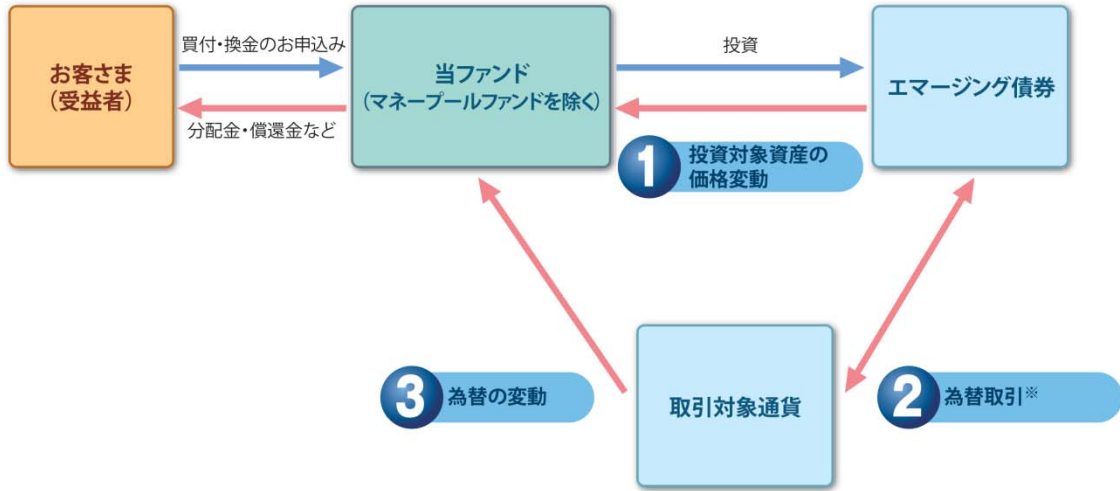 お客さま
(受益者)
買付・換金のお申込み
分配金・償還金など
当ファンド
(マネープールファンドを除く)
投資
エマージング債券
1 投資対象資産の
価格変動
取引対象通貨
2 為替取引※
3 為替の変動